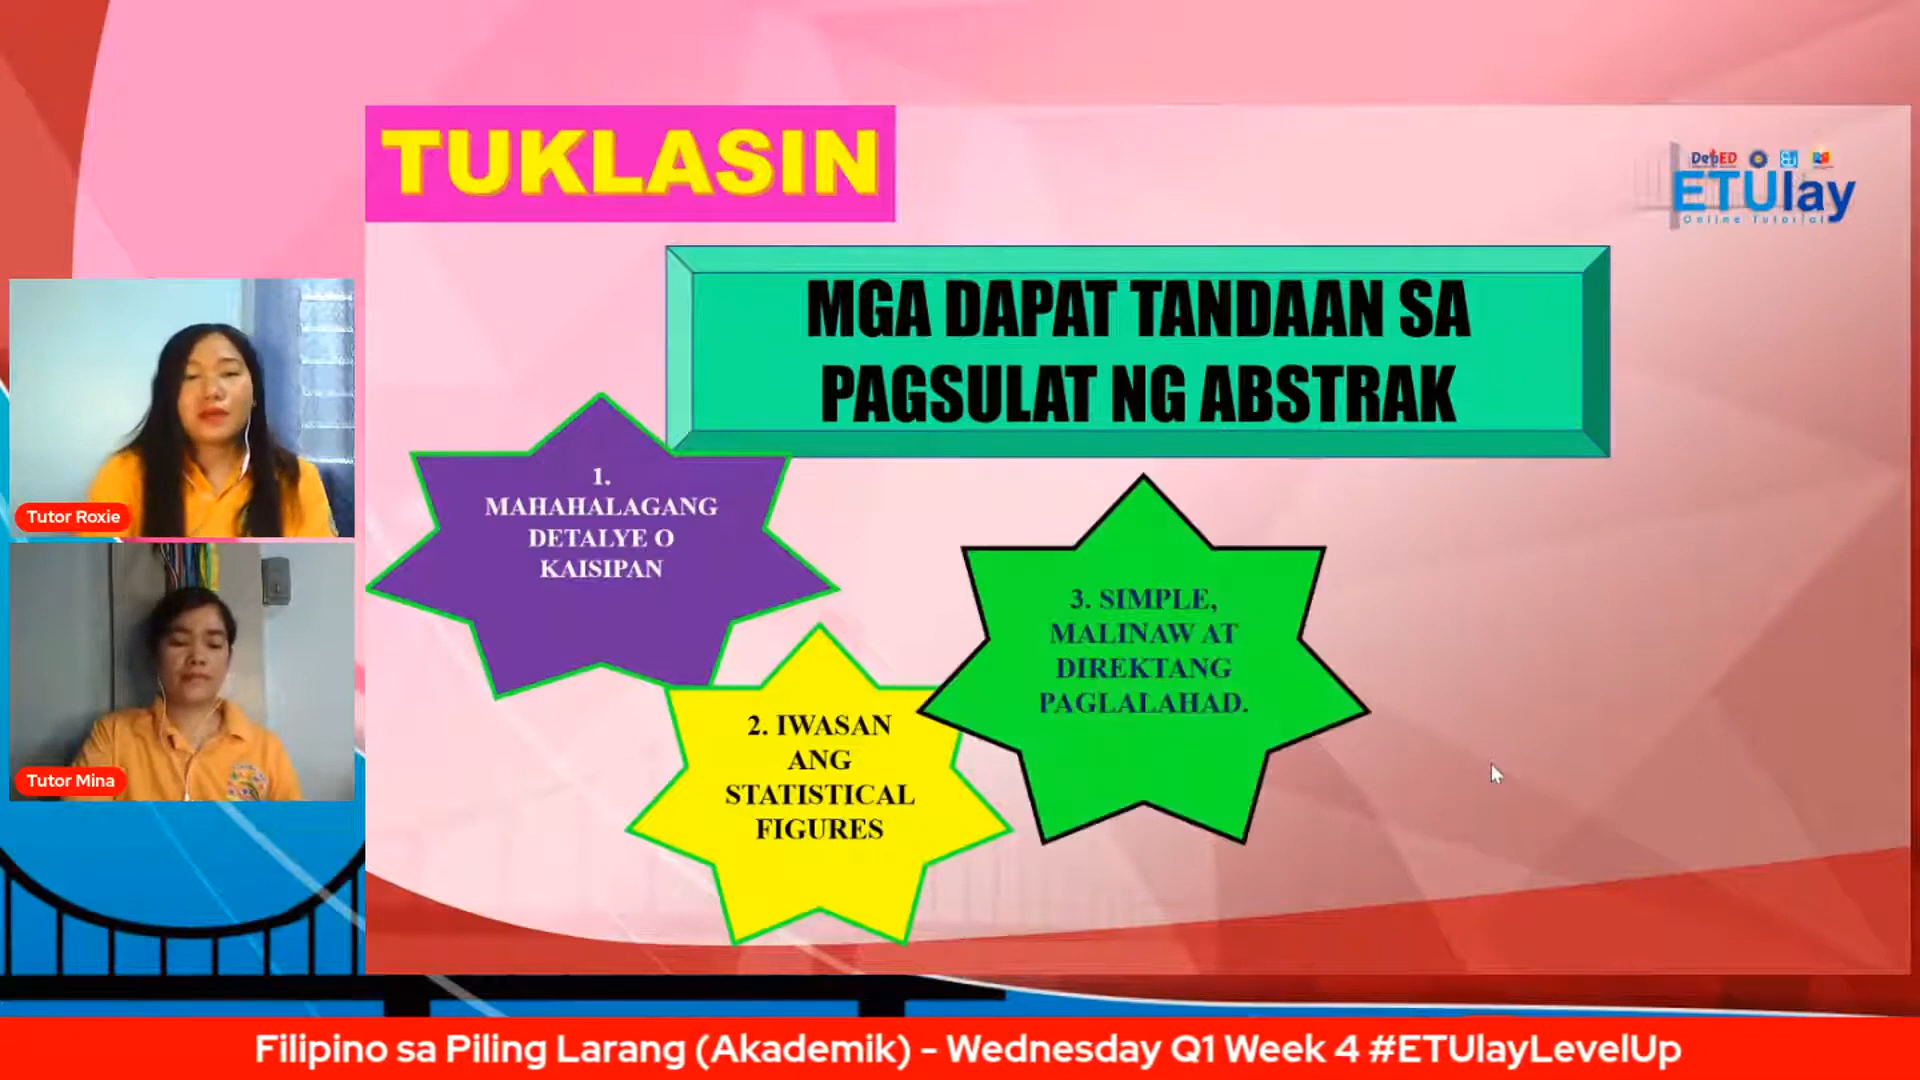 TUKLASIN
DepED
ETUlay
Online Tutorial
MGA DAPAT TANDAAN SA
PAGSULAT NG ABSTRAK
1.
MAHAHALAGANG
DETALYE O
KAISIPAN
2. IWASAN
ANG
STATISTICAL
FIGURES
3. SIMPLE,
MALINAW AT
DIREKTANG
PAGLALAHAD.
Tutor Roxie
Tutor Mina
Filipino sa Piling Larang (Akademik) - Wednesday Q1 Week 4 #ETUlayLevelUp